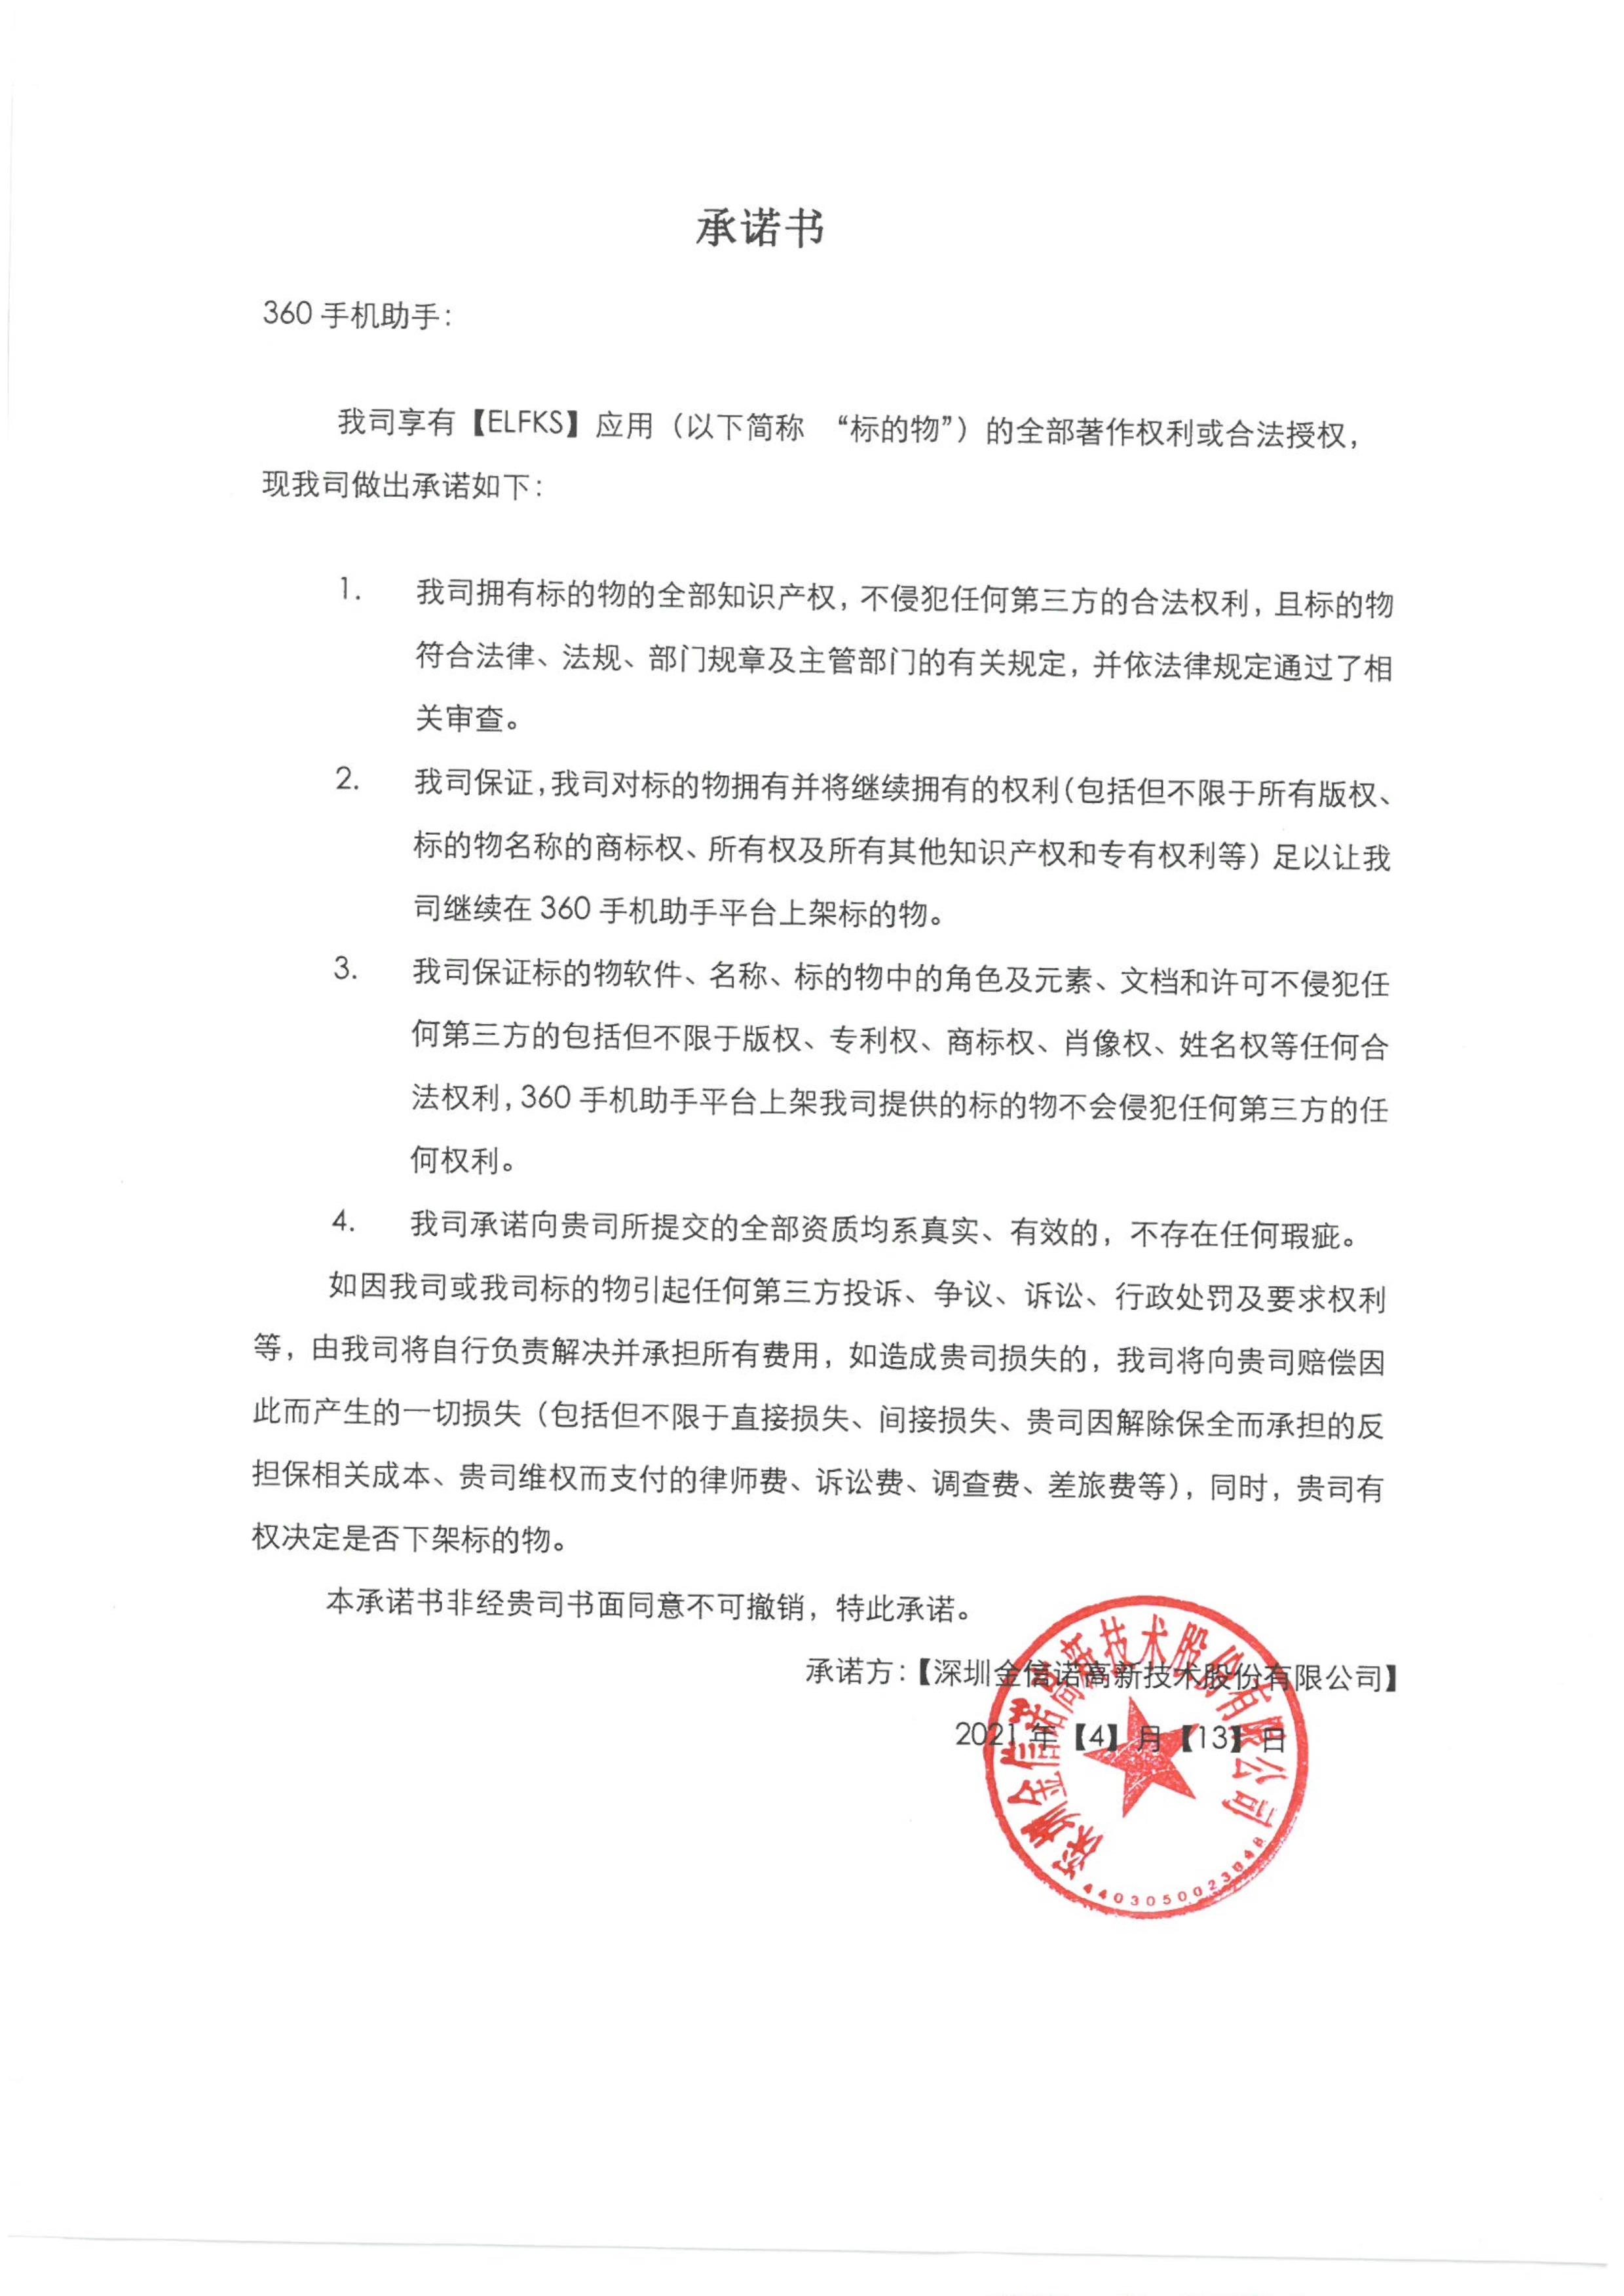 承诺书
360 手机助手：
我司享有【ELFKS】应用（以下简称 “标的物”）的全部著作权利或合法授权，
现我司做出承诺如下：
1. 我司拥有标的物的全部知识产权，不侵犯任何第三方的合法权利，且标的物
符合法律、法规、部门规章及主管部门的有关规定，并依法律规定通过了相
关审查。
2. 我司保证，我司对标的物拥有并将继续拥有的权利（包括但不限于所有版权、
标的物名称的商标权、所有权及所有其他知识产权和专有权利等）足以让我
司继续在 360 手机助手平台上架标的物。
3. 我司保证标的物软件、名称、标的物中的角色及元素、文档和许可不侵犯任
何第三方的包括但不限于版权、专利权、商标权、肖像权、姓名权等任何合
法权利，360 手机助手平台上架我司提供的标的物不会侵犯任何第三方的任
何权利。
4. 我司承诺向贵司所提交的全部资质均系真实、有效的，不存在任何瑕疵。
如因我司或我司标的物引起任何第三方投诉、争议、诉讼、行政处罚及要求权利
等，由我司将自行负责解决并承担所有费用，如造成贵司损失的，我司将向贵司赔偿因
此而产生的一切损失（包括但不限于直接损失、间接损失、贵司因解除保全而承担的反
担保相关成本、贵司维权而支付的律师费、诉讼费、调查费、差旅费等），同时，贵司有
权决定是否下架标的物。
本承诺书非经贵司书面同意不可撤销，特此承诺。
承诺方：【深圳金信诺高新技术股份有限公司】
2021 年【4】月【13】日
深圳金信诺高新技术股份有限公司
4403050023048